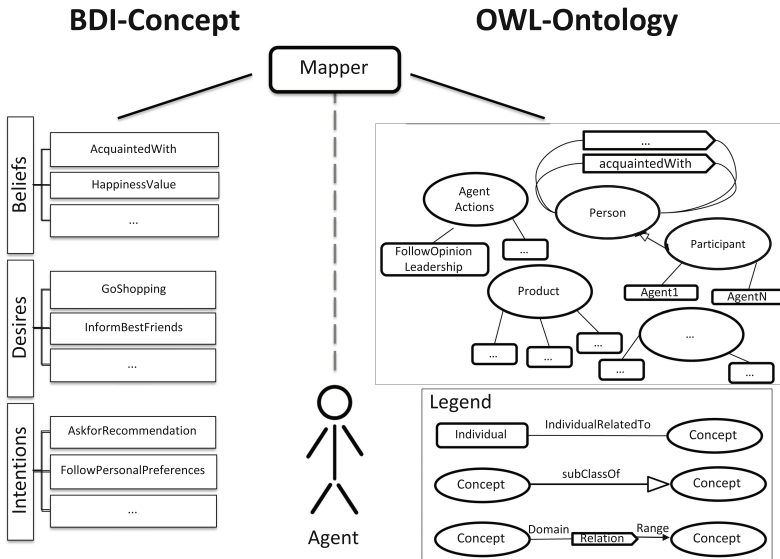 BDI-Concept
OWL-Ontology
Mapper
Beliefs
AcquaintedWith
HappinessValue
...
Desires
GoShopping
InformBestFriends
...
Intentions
AskforRecommendation
FollowPersonalPreferences
...
Agent
...
acquaintedWith
Agent
Actions
Person
FollowOpinion
Leadership
...
Participant
Agent1
AgentN
Product
...
...
...
...
...
...
Legend
Individual
IndividualRelatedTo
Concept
Concept
subClassOf
Concept
Concept
Domain
Relation
Range
Concept